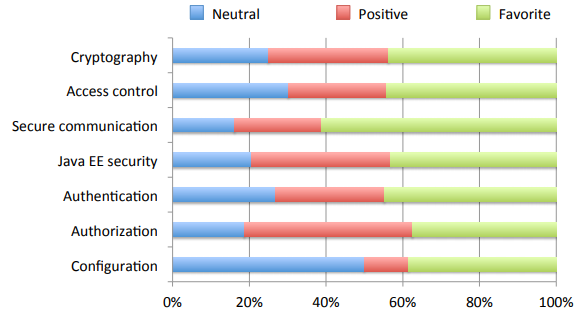 Neutral Positive Favorite
Cryptography
Access control
Secure communication
Java EE security
Authentication
Authorization
Configuration
0% 20% 40% 60% 80% 100%